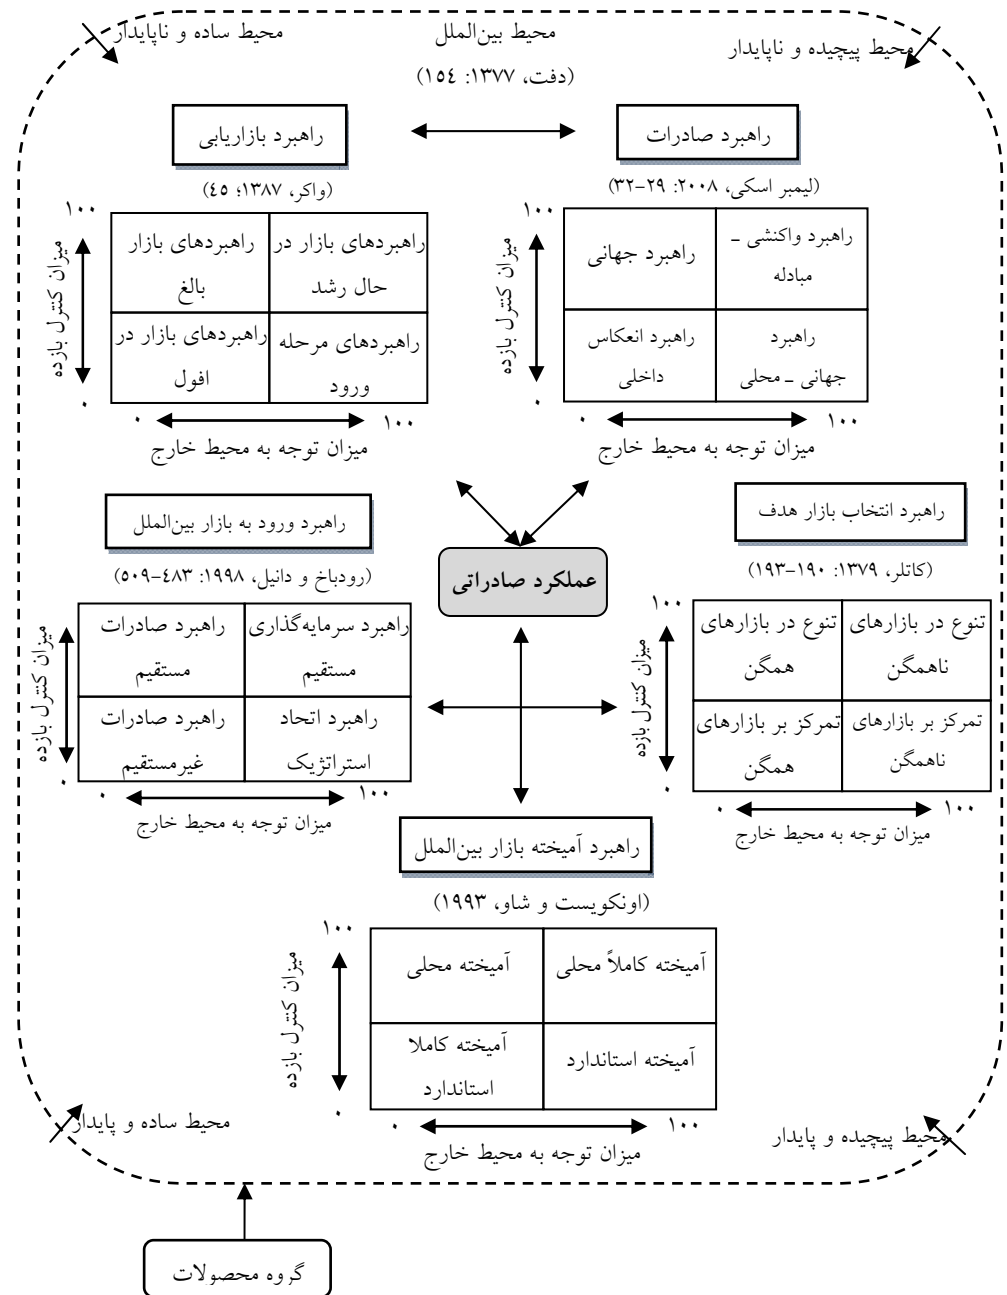 محیط پیچیده و ناپایدار
محیط بین‌الملل
محیط ساده و ناپایدار
(دفت، ۱۳۷۷: ۱۵٤)
راهبرد صادرات
راهبرد بازاریابی
(لیمبر اسکی، ۲۰۰۸: ۲۹-۳۲)
(واکر، ۱۳۸۷؛ ٤٥)
۱۰۰
میزان کنترل بازده
۰
راهبرد واکنشی – مبادله
راهبرد جهانی
راهبرد جهانی – محلی
راهبرد انعکاس داخلی
۰
۱۰۰
میزان توجه به محیط خارج
۱۰۰
میزان کنترل بازده
۰
راهبردهای بازار در حال رشد
راهبردهای بازار بالغ
راهبردهای مرحله ورود
راهبردهای بازار در افول
۰
۱۰۰
میزان توجه به محیط خارج
راهبرد انتخاب بازار هدف
راهبرد ورود به بازار بین‌الملل
عملکرد صادراتی
(کاتلر، ۱۳۷۹: ۱۹۰-۱۹۳)
(رودباخ و دانیل، ۱۹۹۸: ٤۸۳-۵۰۹)
۱۰۰
میزان کنترل بازده
۰
تنوع در بازارهای ناهمگن
تنوع در بازارهای همگن
تمرکز بر بازارهای ناهمگن
تمرکز بر بازارهای همگن
۰
۱۰۰
میزان توجه به محیط خارج
۱۰۰
میزان کنترل بازده
۰
راهبرد سرمایه‌گذاری مستقیم
راهبرد صادرات مستقیم
راهبرد اتحاد استراتژیک
راهبرد صادرات غیرمستقیم
۰
۱۰۰
میزان توجه به محیط خارج
راهبرد آمیخته بازار بین‌الملل
(اونکویست و شاو، ۱۹۹۳)
۱۰۰
میزان کنترل بازده
۰
آمیخته کاملاً محلی
آمیخته محلی
آمیخته استاندارد
آمیخته کاملا استاندارد
۰
۱۰۰
میزان توجه به محیط خارج
محیط پیچیده و پایدار
محیط ساده و پایدار
گروه محصولات